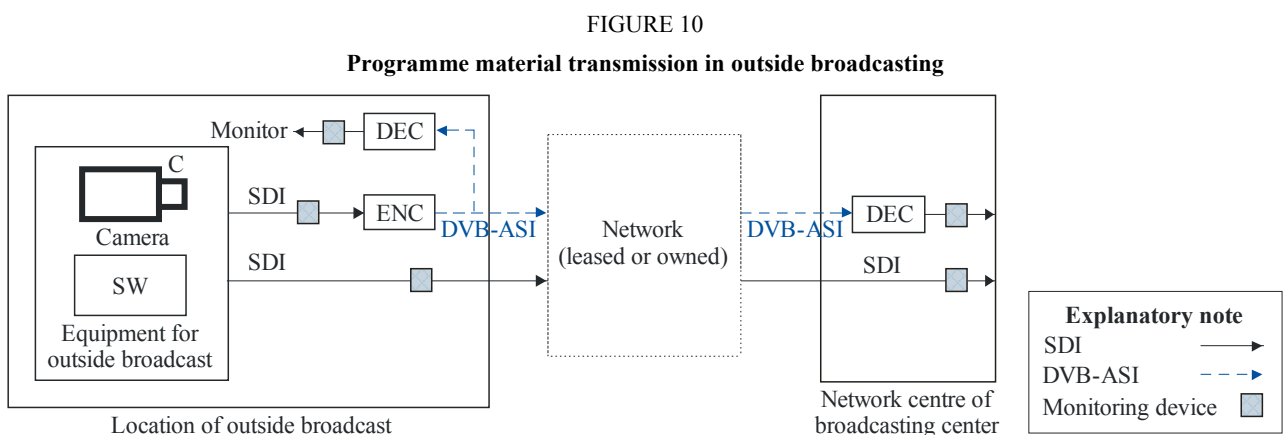 FIGURE 10
Programme material transmission in outside broadcasting
Monitor
DEC
C
SDI
ENC
DVB-ASI
Camera
SDI
SW
Equipment for
outside broadcast
Location of outside broadcast
Network
(leased or owned)
DVB-ASI
DEC
SDI
Network centre of
broadcasting center
Explanatory note
SDI
DVB-ASI
Monitoring device